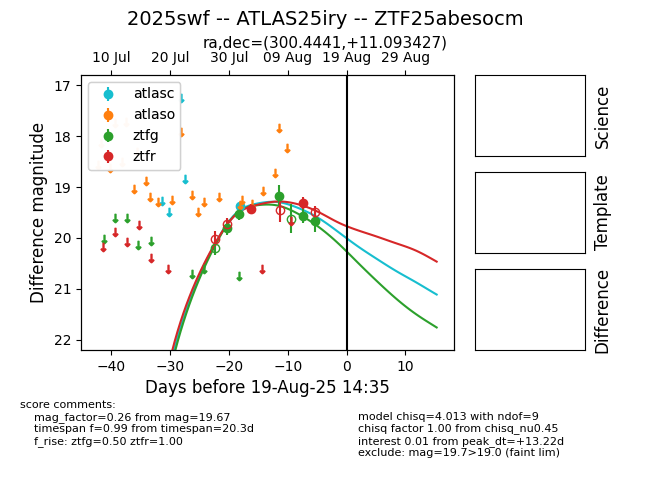 2025swf -- ATLAS25iry -- ZTF25abesocm
ra,dec=(300.4441,+11.093427)
10 Jul 20 Jul 30 Jul 09 Aug 19 Aug 29 Aug
17
18
19
20
21
22
Difference magnitude
atlasc
atlaso
ztfg
ztfr
−40 −30 −20 −10 0 10
Days before 19-Aug-25 14:35
Science
Template
Difference
score comments:
mag_factor=0.26 from mag=19.67
timespan f=0.99 from timespan=20.3d
f_rise: ztfg=0.50 ztfr=1.00
model chisq=4.013 with ndof=9
chisq factor 1.00 from chisq_nu0.45
interest 0.01 from peak_dt=+13.22d
exclude: mag=19.7>19.0 (faint lim)